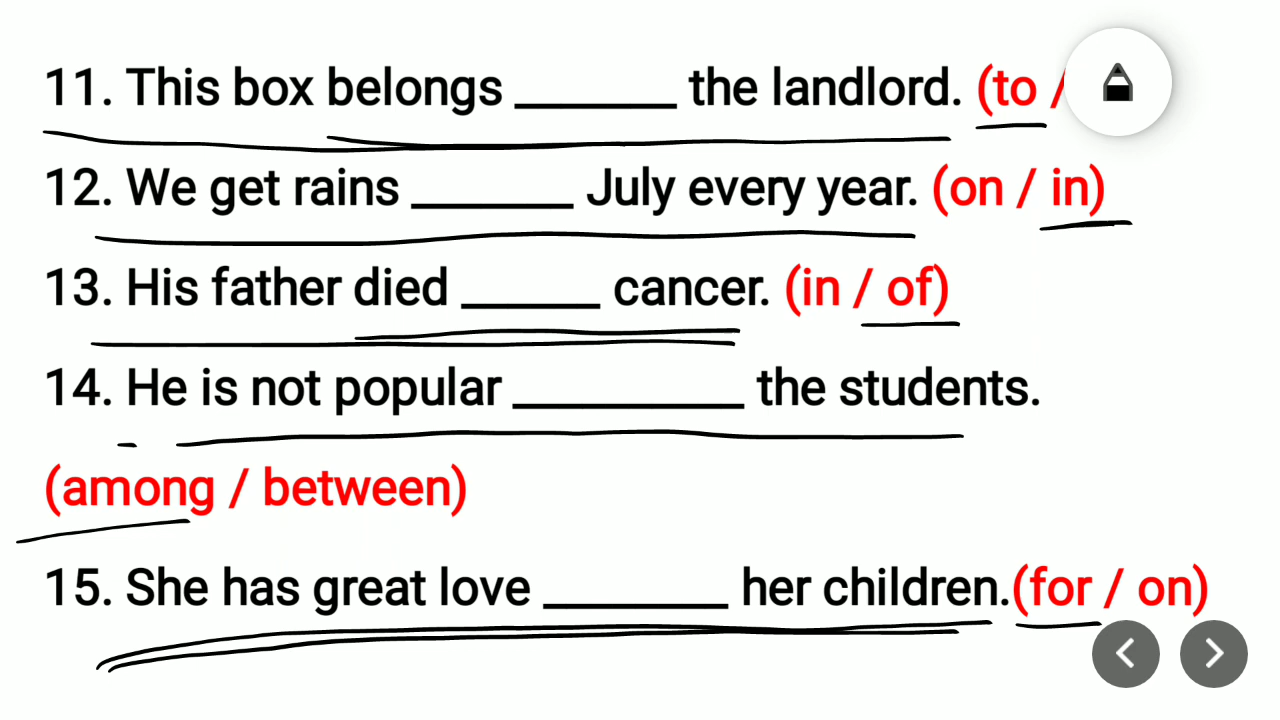 11. This box belongs _______ the landlord. (to /
12. We get rains _______ July every year. (on / in)
13. His father died ______ cancer. (in / of)
14. He is not popular __________ the students.
(among / between)
15. She has great love ________ her children.(for / on)